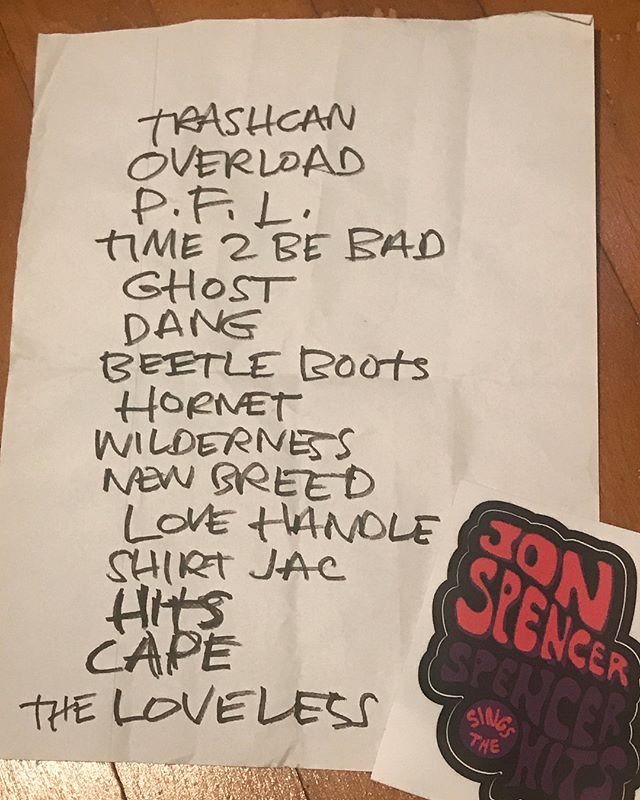 TRASHCAN
OVERLOAD
P.F.L.
TIME 2 BE BAD
GHOST
DANG
BEETLE BOOTS
HORNET
WILDERNESS
NEW BREED
LOVE HANDLE
SHIRT JAC
HITS
CAPE
THE LOVELESS
JON
SPENCER
SPENCER
SINGS
THE
HITS